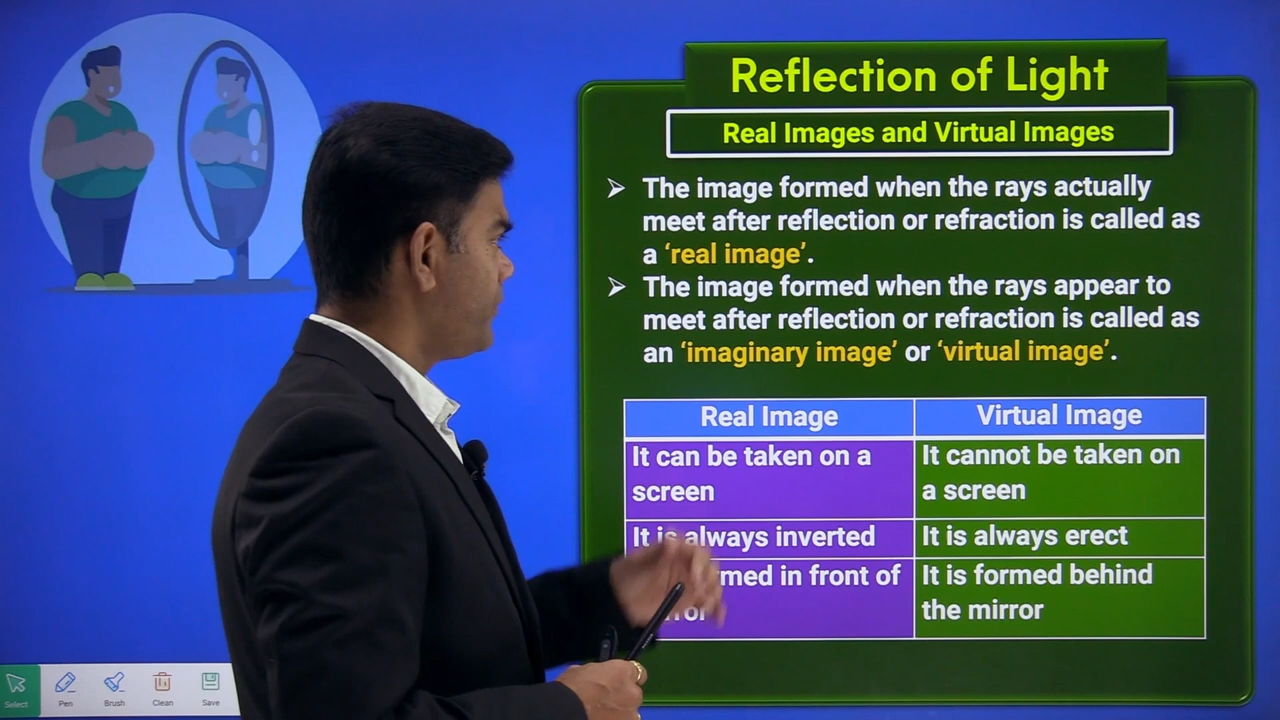 Reflection of Light
Real Images and Virtual Images
➢ The image formed when the rays actually
meet after reflection or refraction is called as
a ‘real image’.
➢ The image formed when the rays appear to
meet after reflection or refraction is called as
an ‘imaginary image’ or ‘virtual image’.
Real Image Virtual Image
It can be taken on a
screen
It cannot be taken on
a screen
It is always inverted
It is always erect
in front of
It is formed behind
the mirror
Select Pen Brush Clean Save